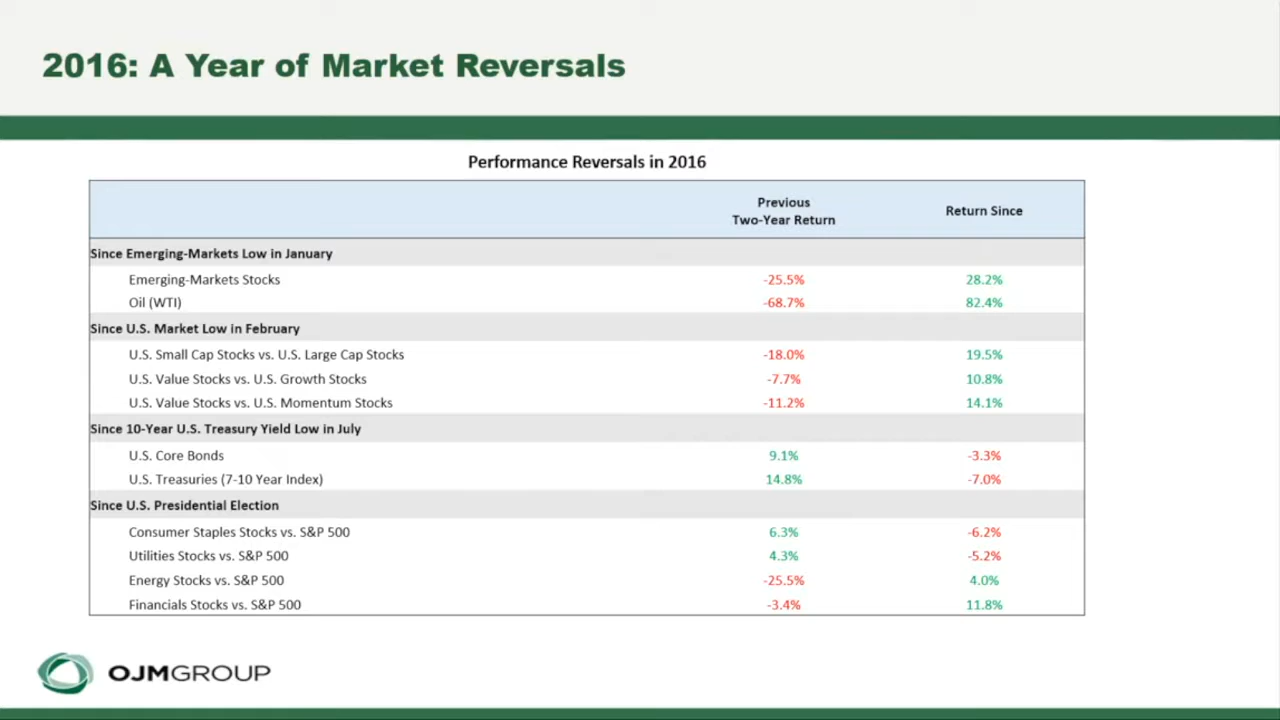 2016: A Year of Market Reversals
Performance Reversals in 2016
Previous
Two-Year Return
Return Since
Since Emerging-Markets Low in January
Emerging-Markets Stocks -25.5% 28.2%
Oil (WTI) -68.7% 82.4%
Since U.S. Market Low in February
U.S. Small Cap Stocks vs. U.S. Large Cap Stocks -18.0% 19.5%
U.S. Value Stocks vs. U.S. Growth Stocks -7.7% 10.8%
U.S. Value Stocks vs. U.S. Momentum Stocks -11.2% 14.1%
Since 10-Year U.S. Treasury Yield Low in July
U.S. Core Bonds 9.1% -3.3%
U.S. Treasuries (7-10 Year Index) 14.8% -7.0%
Since U.S. Presidential Election
Consumer Staples Stocks vs. S&P 500 6.3% -6.2%
Utilities Stocks vs. S&P 500 4.3% -5.2%
Energy Stocks vs. S&P 500 -25.5% 4.0%
Financials Stocks vs. S&P 500 -3.4% 11.8%
OJMGROUP